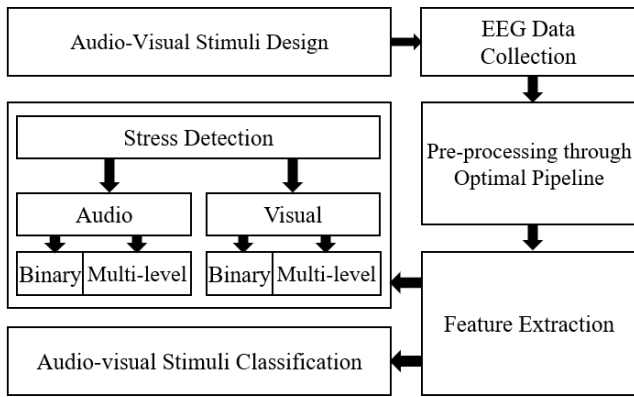 Audio-Visual Stimuli Design
EEG Data
Collection
Pre-processing through
Optimal Pipeline
Feature Extraction
Stress Detection
Audio
Visual
Binary
Multi-level
Binary
Multi-level
Audio-visual Stimuli Classification